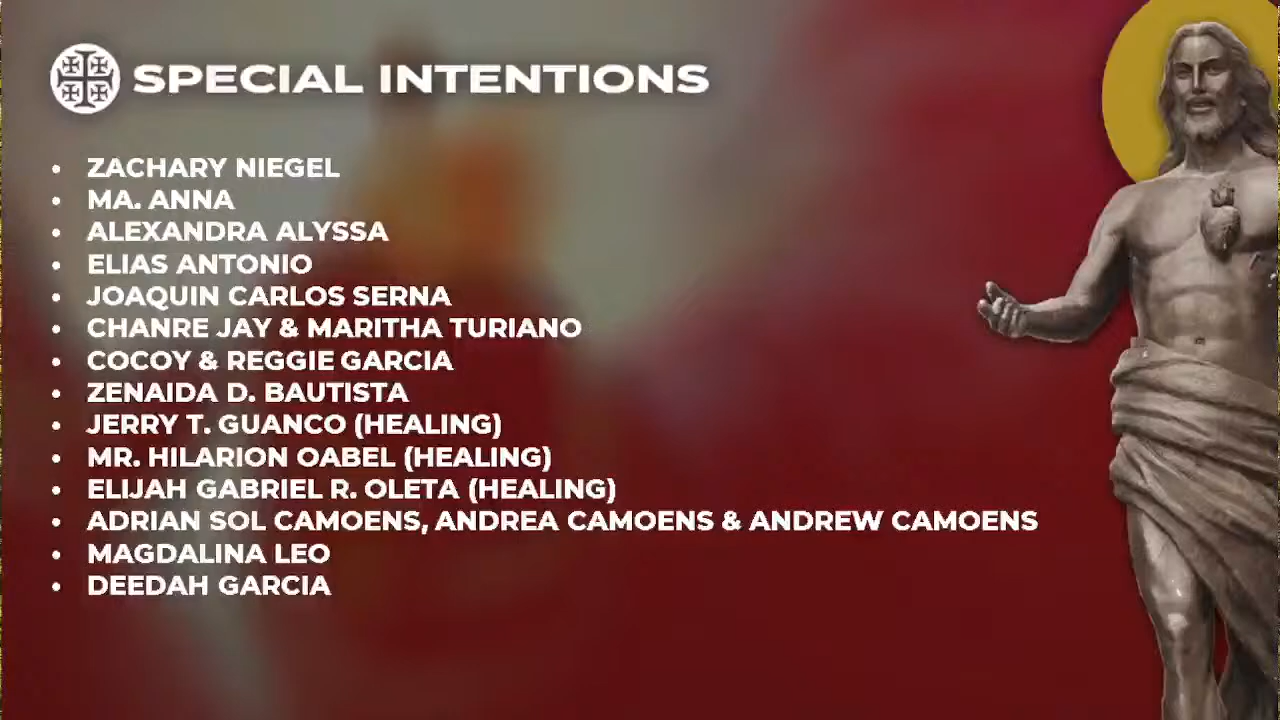 SPECIAL INTENTIONS
• ZACHARY NIEGEL
• MA. ANNA
• ALEXANDRA ALYSSA
• ELIAS ANTONIO
• JOAQUIN CARLOS SERNA
• CHANRE JAY & MARITHA TURIANO
• COCOY & REGGIE GARCIA
• ZENAIDA D. BAUTISTA
• JERRY T. GUANCO (HEALING)
• MR. HILARION OABEL (HEALING)
• ELIJAH GABRIEL R. OLETA (HEALING)
• ADRIAN SOL CAMOENS, ANDREA CAMOENS & ANDREW CAMOENS
• MAGDALINA LEO
• DEEDAH GARCIA